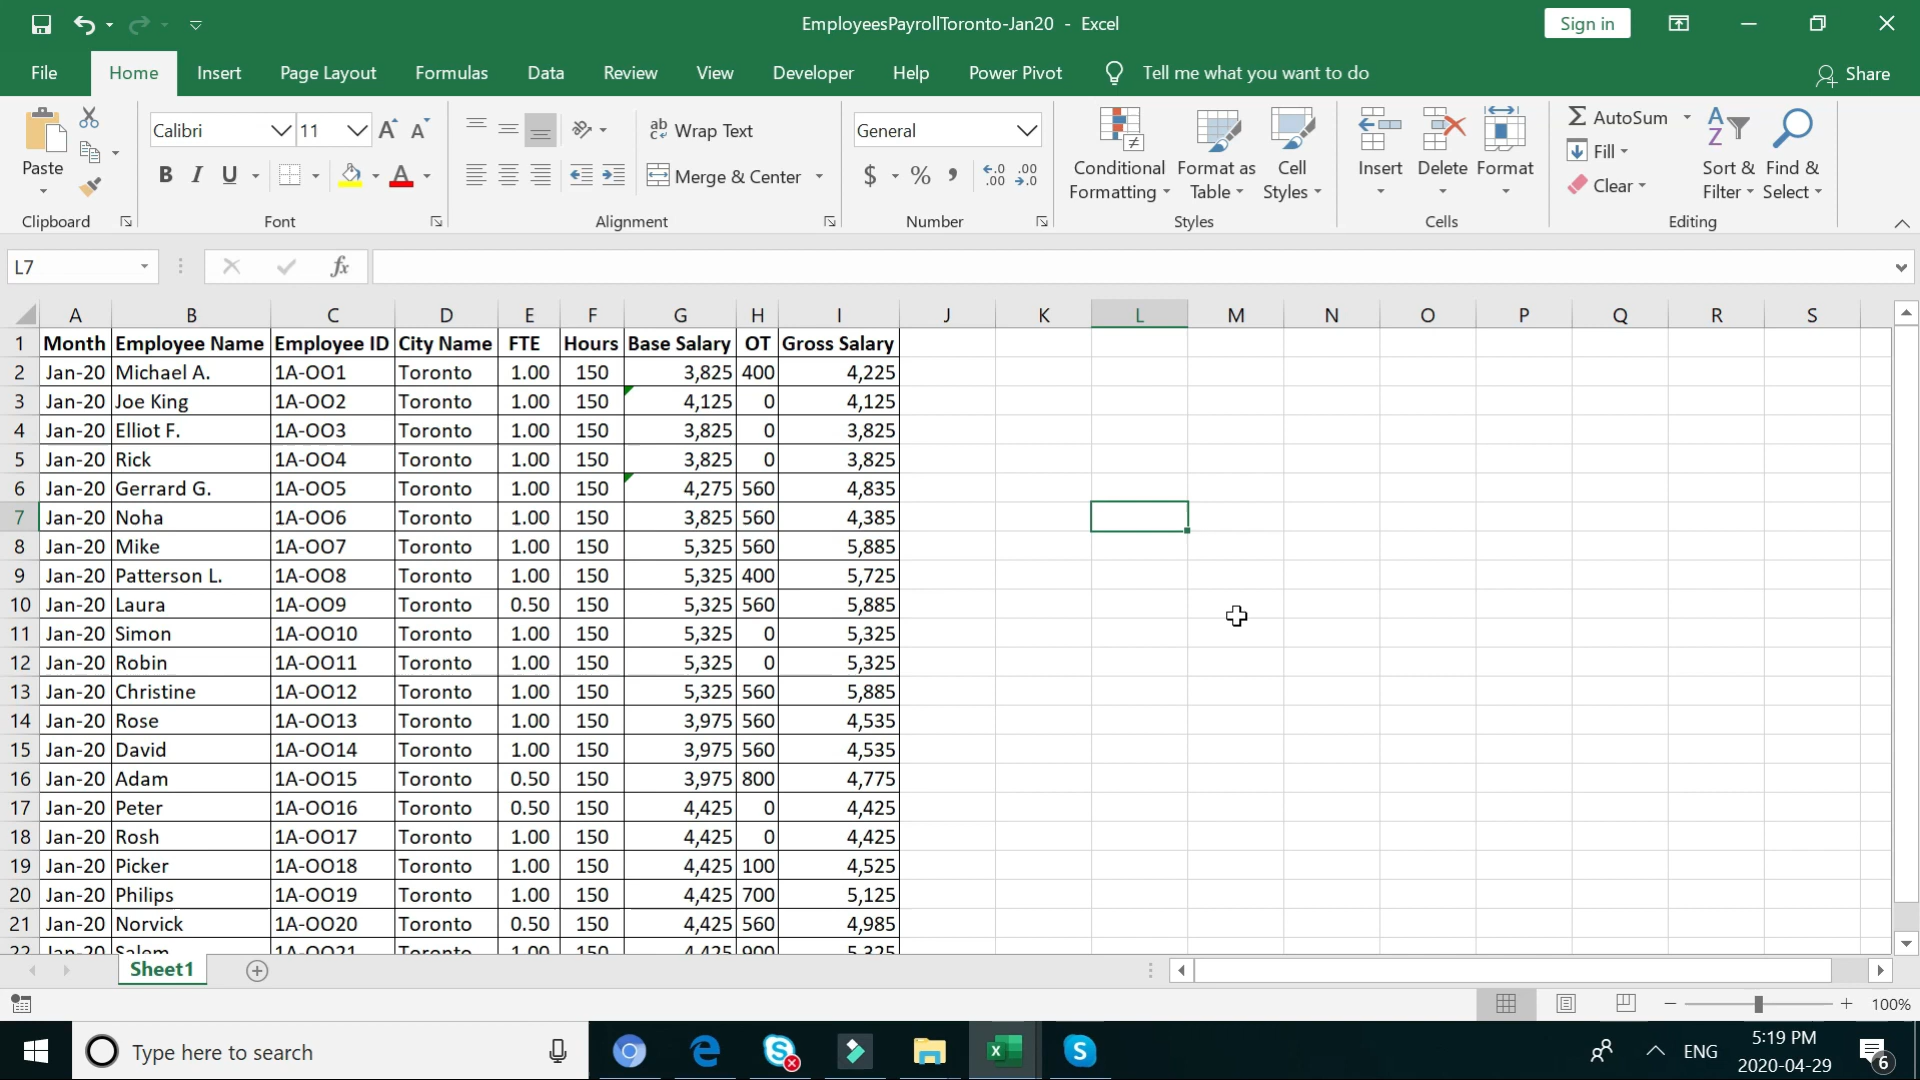 EmployeesPayrollToronto-Jan20 - Excel
Sign in
File Home Insert Page Layout Formulas Data Review View Developer Help Power Pivot Tell me what you want to do Share
Paste
Clipboard
Calibri 11
A A
B I U A
Font
ab Wrap Text
Merge & Center
Alignment
General
$ % , .00 .00
Number
Conditional Formatting
Format as Table
Cell Styles
Styles
Insert Delete Format
Cells
AutoSum
Fill
Clear
Sort & Filter
Find & Select
Editing
L7 fx
A B C D E F G H I J K L M N O P Q R S
1 Month Employee Name Employee ID City Name FTE Hours Base Salary OT Gross Salary
2 Jan-20 Michael A. 1A-OO1 Toronto 1.00 150 3,825 400 4,225
3 Jan-20 Joe King 1A-OO2 Toronto 1.00 150 4,125 0 4,125
4 Jan-20 Elliot F. 1A-OO3 Toronto 1.00 150 3,825 0 3,825
5 Jan-20 Rick 1A-OO4 Toronto 1.00 150 3,825 0 3,825
6 Jan-20 Gerrard G. 1A-OO5 Toronto 1.00 150 4,275 560 4,835
7 Jan-20 Noha 1A-OO6 Toronto 1.00 150 3,825 560 4,385
8 Jan-20 Mike 1A-OO7 Toronto 1.00 150 5,325 560 5,885
9 Jan-20 Patterson L. 1A-OO8 Toronto 1.00 150 5,325 400 5,725
10 Jan-20 Laura 1A-OO9 Toronto 0.50 150 5,325 560 5,885
11 Jan-20 Simon 1A-OO10 Toronto 1.00 150 5,325 0 5,325
12 Jan-20 Robin 1A-OO11 Toronto 1.00 150 5,325 0 5,325
13 Jan-20 Christine 1A-OO12 Toronto 1.00 150 5,325 560 5,885
14 Jan-20 Rose 1A-OO13 Toronto 1.00 150 3,975 560 4,535
15 Jan-20 David 1A-OO14 Toronto 1.00 150 3,975 560 4,535
16 Jan-20 Adam 1A-OO15 Toronto 0.50 150 3,975 800 4,775
17 Jan-20 Peter 1A-OO16 Toronto 0.50 150 4,425 0 4,425
18 Jan-20 Rosh 1A-OO17 Toronto 1.00 150 4,425 0 4,425
19 Jan-20 Picker 1A-OO18 Toronto 1.00 150 4,425 100 4,525
20 Jan-20 Philips 1A-OO19 Toronto 1.00 150 4,425 700 5,125
21 Jan-20 Norvick 1A-OO20 Toronto 0.50 150 4,425 560 4,985
22 Jan-20 Salem 1A-OO21 Toronto 1.00 150 4,425 900 5,325
Sheet1
100%
Type here to search
ENG
5:19 PM
2020-04-29
6